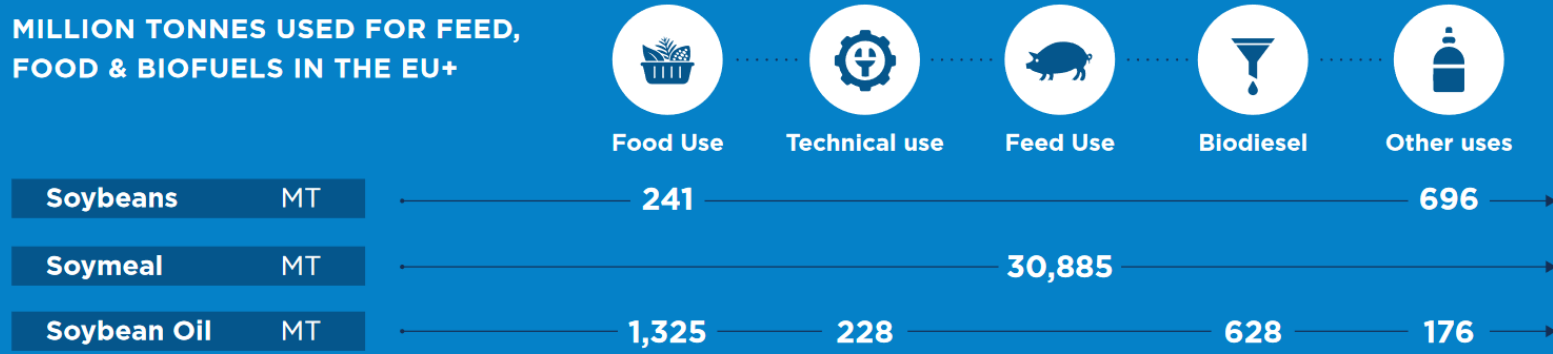 MILLION TONNES USED FOR FEED,
FOOD & BIOFUELS IN THE EU+
Food Use Technical use Feed Use Biodiesel Other uses
Soybeans MT 241 696
Soymeal MT 30,885
Soybean Oil MT 1,325 228 628 176